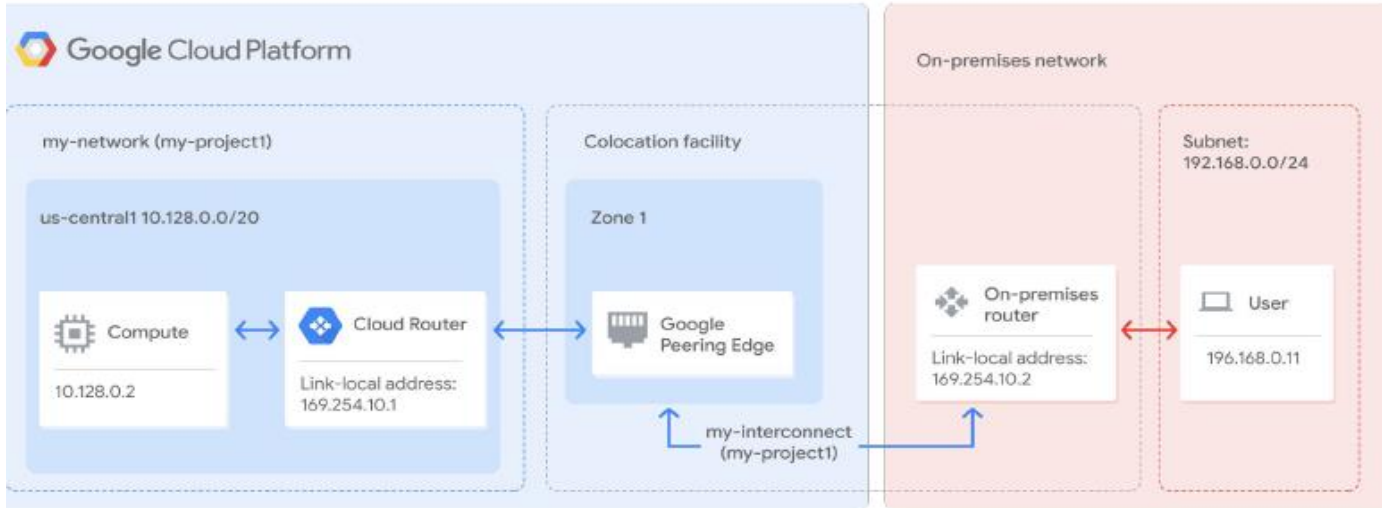 Google Cloud Platform
my-network (my-project1)
us-central1 10.128.0.0/20
Compute
10.128.0.2
Cloud Router
Link-local address:
169.254.10.1
Colocation facility
Zone 1
Google
Peering Edge
my-interconnect
(my-project1)
On-premises network
On-premises
router
Link-local address:
169.254.10.2
Subnet:
192.168.0.0/24
User
196.168.0.11